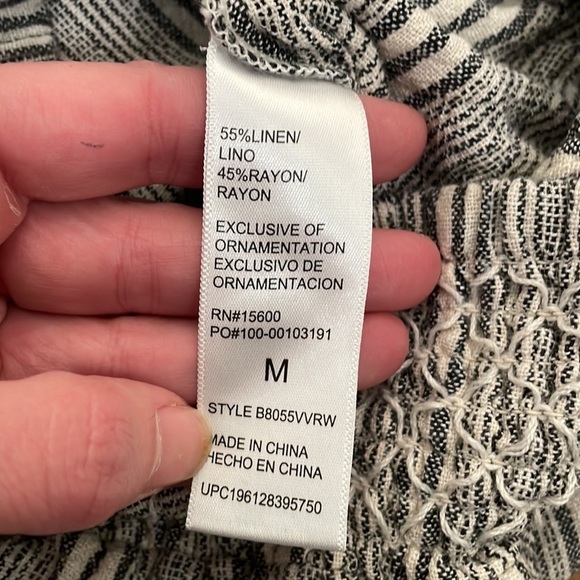 55%LINEN/
LINO
45%RAYON/
RAYON
EXCLUSIVE OF
ORNAMENTATION
EXCLUSIVO DE
ORNAMENTACION
RN#15600
PO#100-00103191
M
STYLE B8055VVRW
MADE IN CHINA
HECHO EN CHINA
UPC196128395750